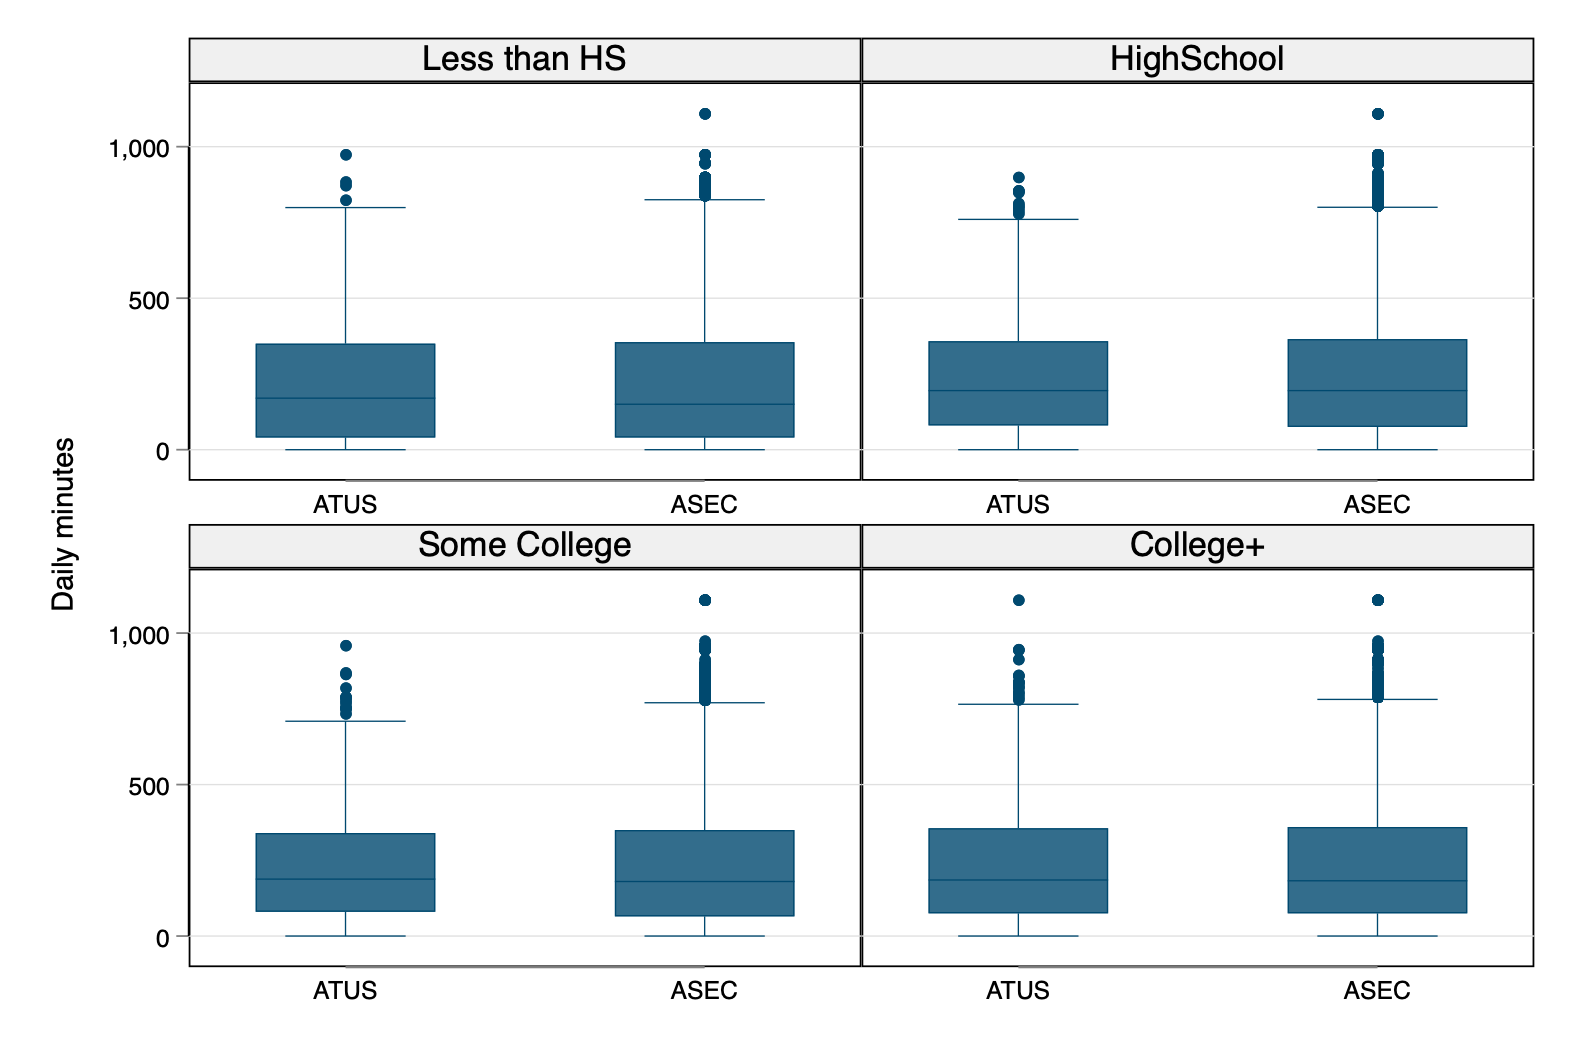 Less than HS
HighSchool
1,000
500
0
ATUS
ASEC
ATUS
ASEC
Daily minutes
Some College
College+
1,000
500
0
ATUS
ASEC
ATUS
ASEC